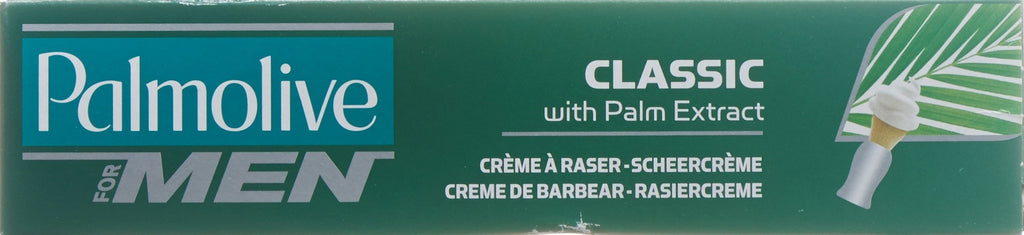 Palmolive
FOR MEN
CLASSIC
with Palm Extract
CRÈME À RASER-SCHEERCRÈME
CREME DE BARBEAR-RASIERCREME